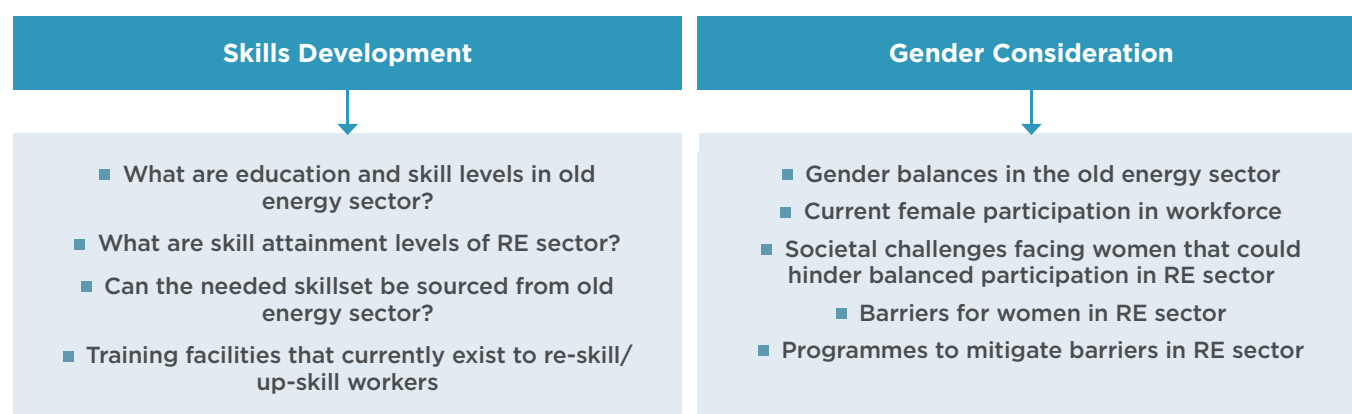 Skills Development
■ What are education and skill levels in old
energy sector?
■ What are skill attainment levels of RE sector?
■ Can the needed skillset be sourced from old
energy sector?
■ Training facilities that currently exist to re-skill/
up-skill workers
Gender Consideration
■ Gender balances in the old energy sector
■ Current female participation in workforce
■ Societal challenges facing women that could
hinder balanced participation in RE sector
■ Barriers for women in RE sector
■ Programmes to mitigate barriers in RE sector